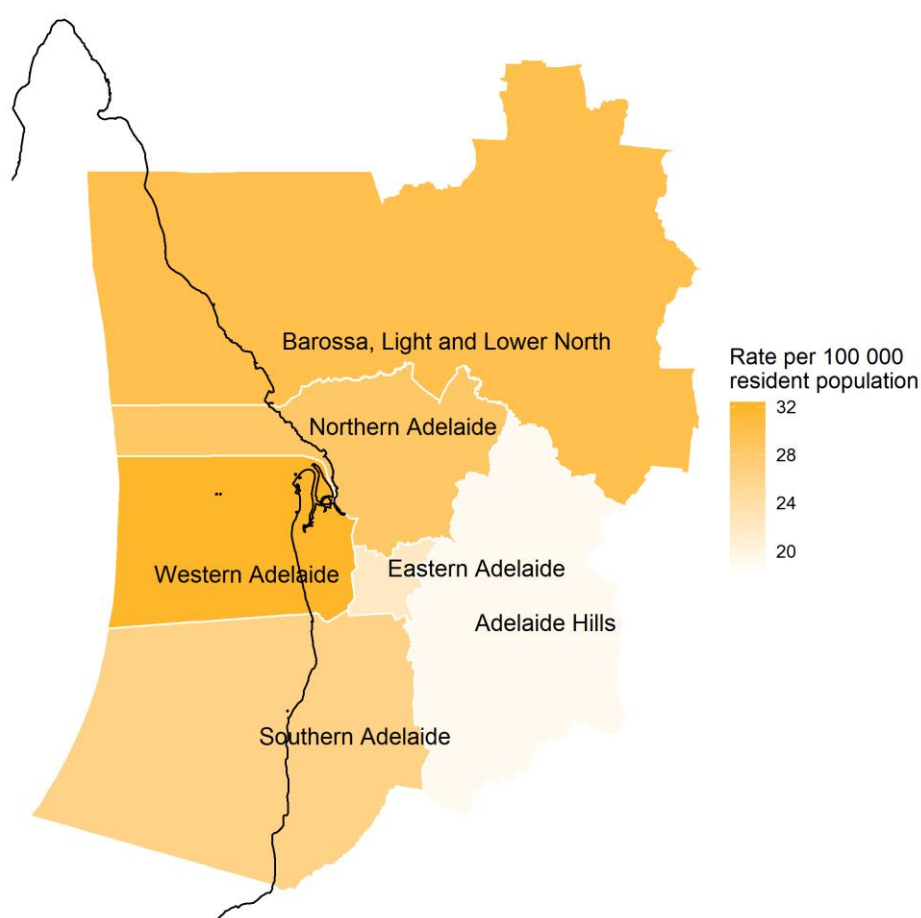 Barossa, Light and Lower North
Rate per 100 000
resident population
32
Northern Adelaide
28
24
20
Western Adelaide
Eastern Adelaide
Adelaide Hills
Southern Adelaide